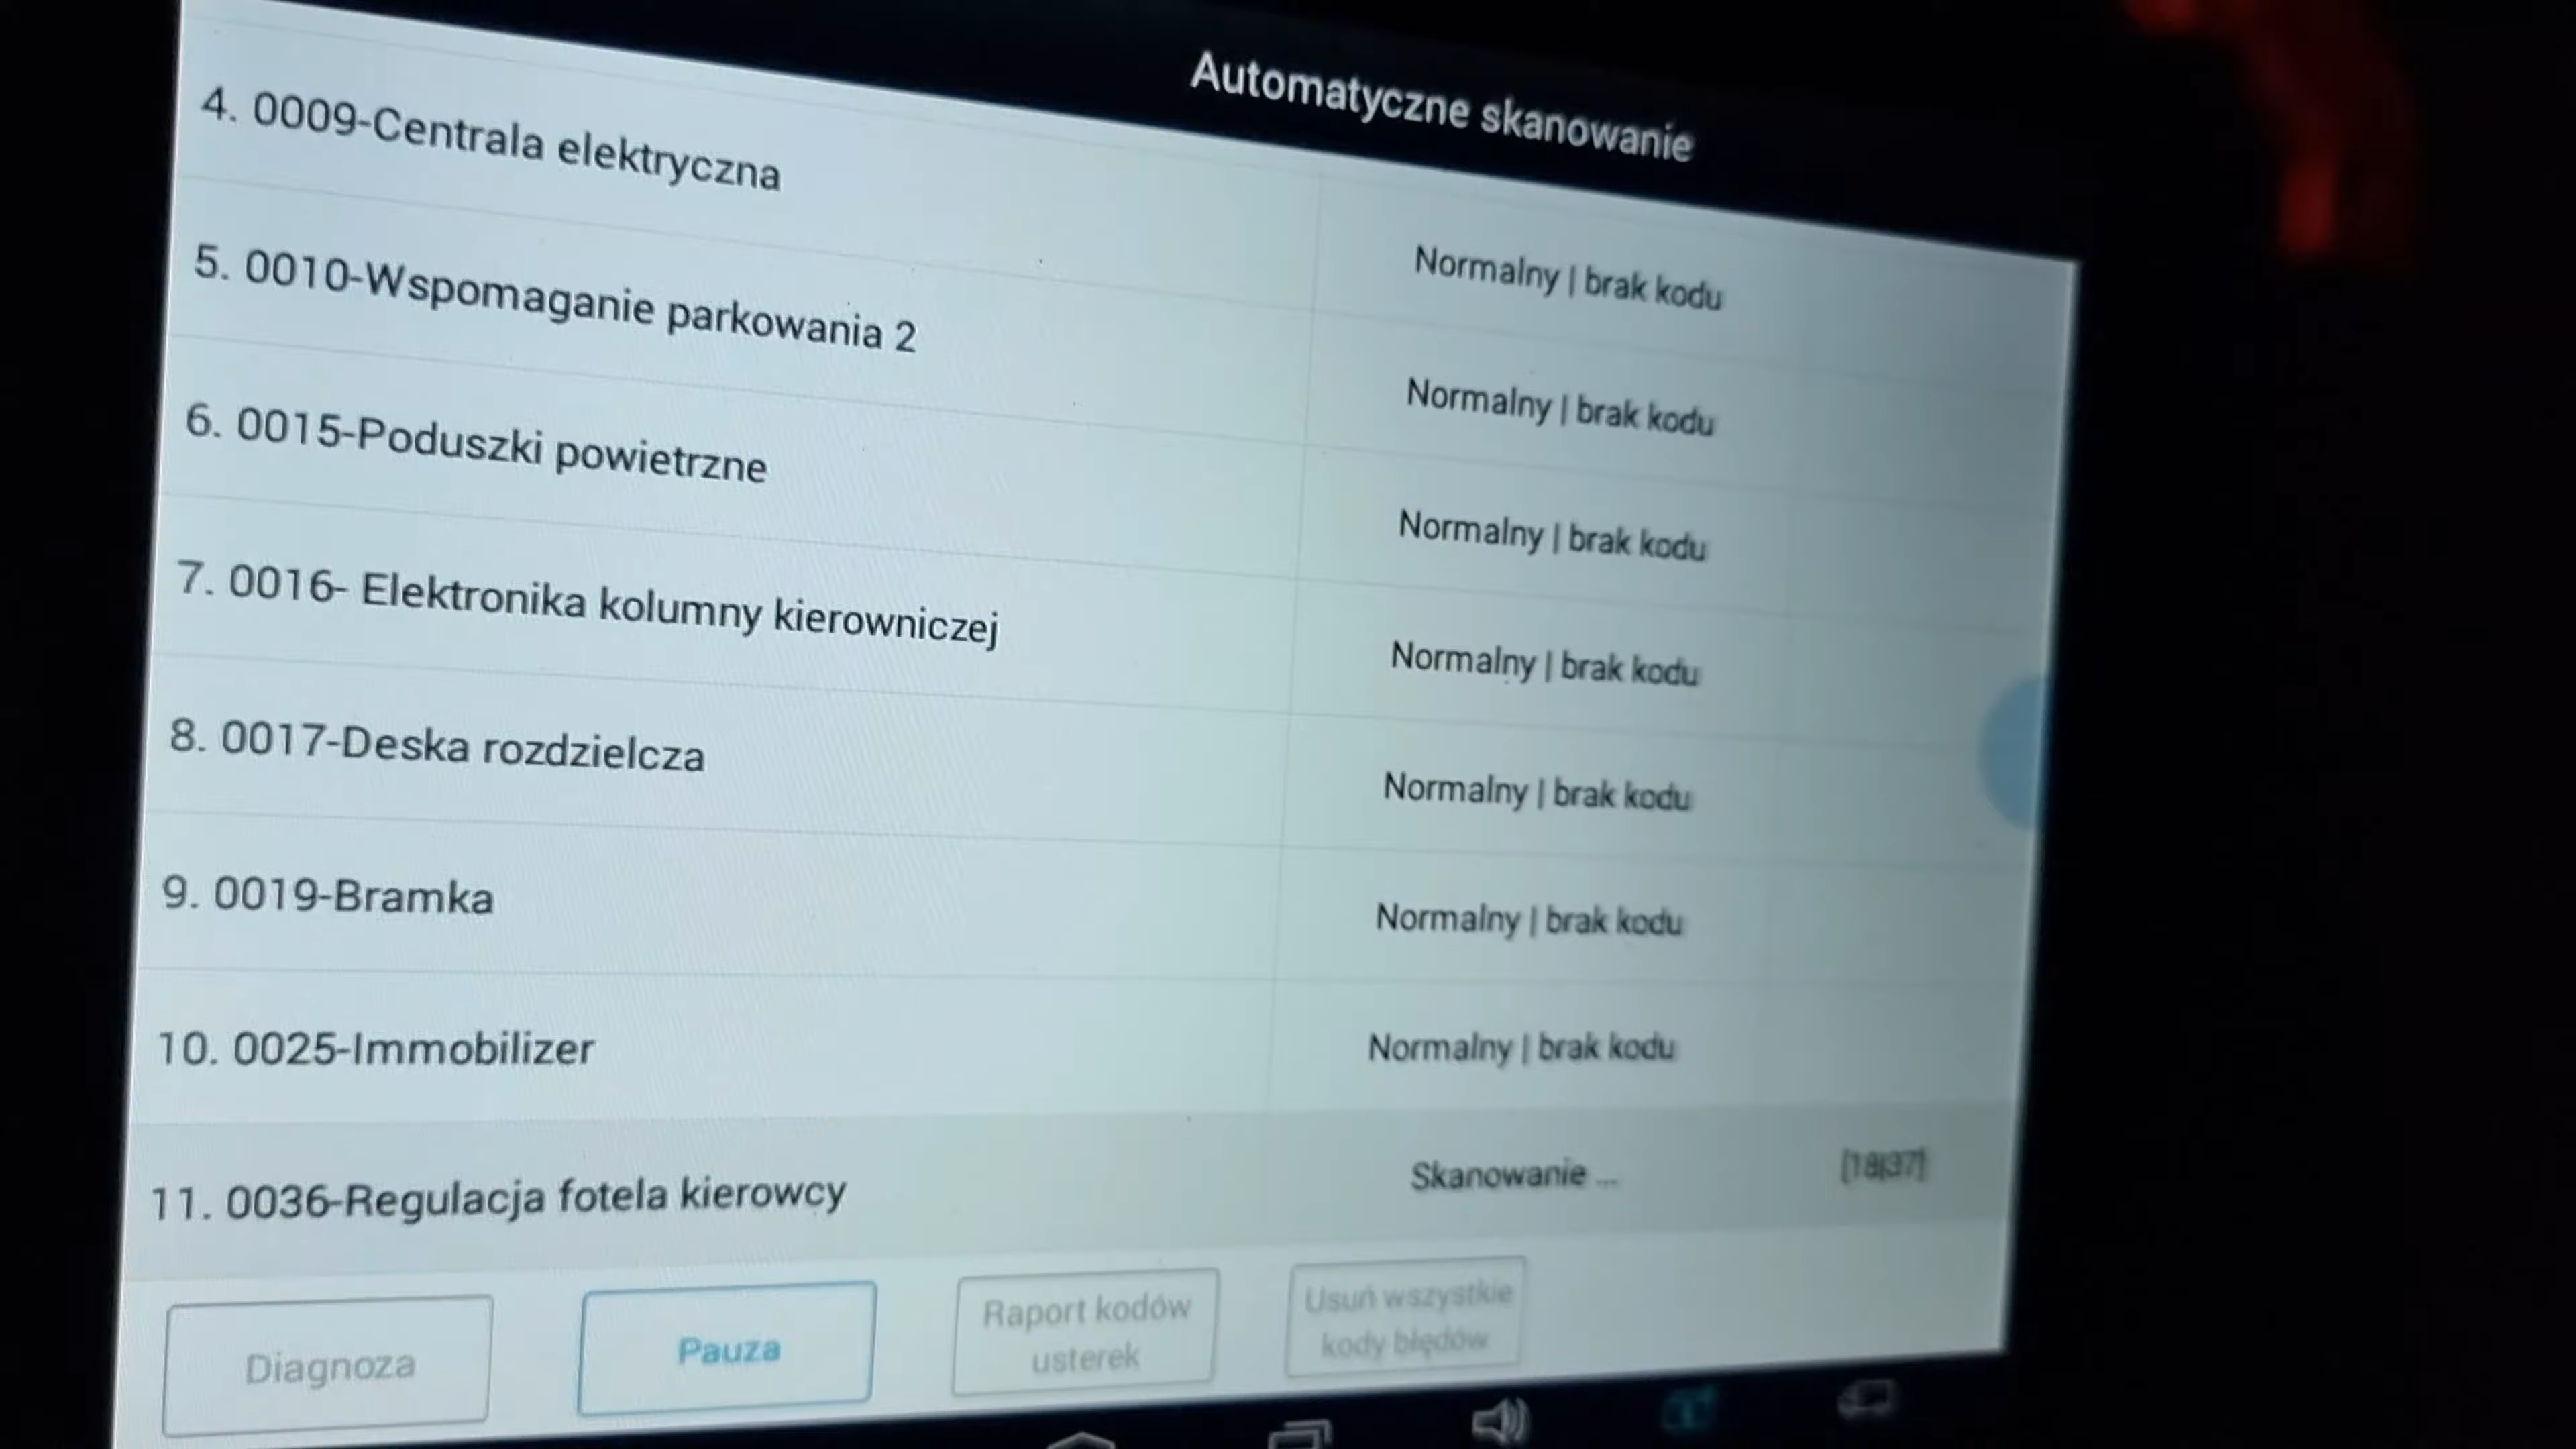 Automatyczne skanowanie
4. 0009-Centrala elektryczna
Normalny | brak kodu
5. 0010-Wspomaganie parkowania 2
Normalny | brak kodu
6. 0015-Poduszki powietrzne
Normalny | brak kodu
7. 0016- Elektronika kolumny kierowniczej
Normalny | brak kodu
8. 0017-Deska rozdzielcza
Normalny | brak kodu
9. 0019-Bramka
Normalny | brak kodu
10. 0025-Immobilizer
Normalny | brak kodu
11. 0036-Regulacja fotela kierowcy
Skanowanie ...
[18|37]
Diagnoza
Pauza
Raport kodów
usterek
Usuń wszystkie
kody błędów